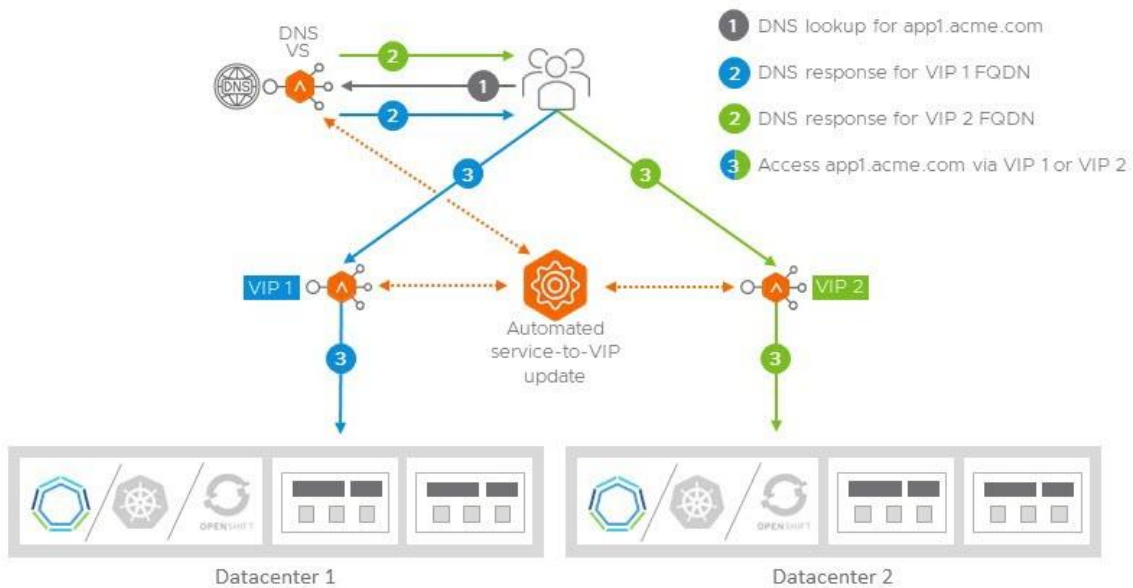 DNS
VS
DNS
2
1
2
1 DNS lookup for app1.acme.com
2 DNS response for VIP 1 FQDN
2 DNS response for VIP 2 FQDN
3 Access app1.acme.com via VIP 1 or VIP 2
3
3
VIP 1
VIP 2
Automated
service-to-VIP
update
3
3
OPENSHIFT
OPENSHIFT
Datacenter 1
Datacenter 2